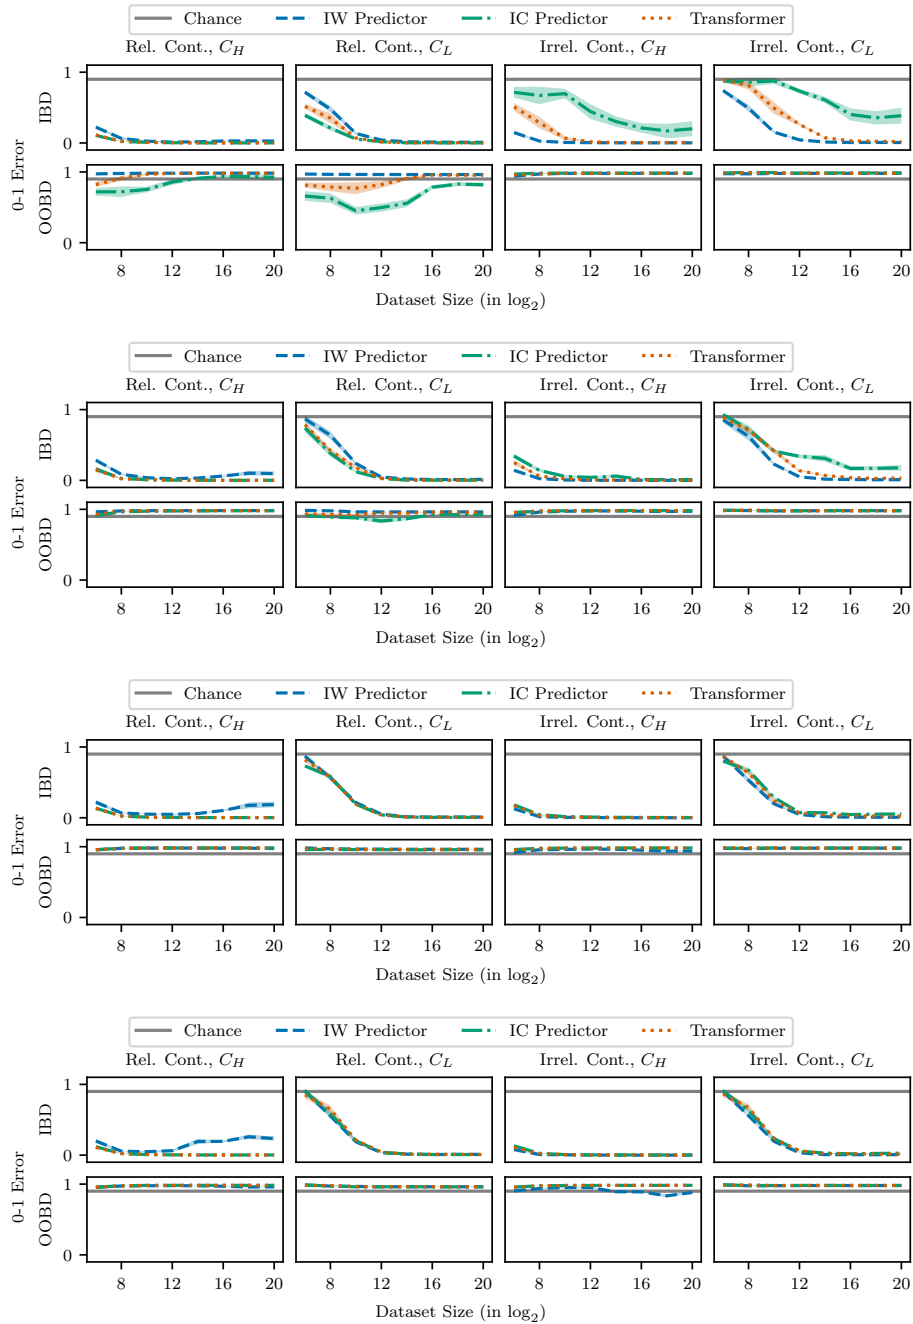 Chance IW Predictor IC Predictor Transformer
Rel. Cont., C_H Rel. Cont., C_L Irrel. Cont., C_H Irrel. Cont., C_L
0-1 Error
IBD
1
0
OOBD
1
0
8 12 16 20 8 12 16 20 8 12 16 20 8 12 16 20
Dataset Size (in log_2)
Chance IW Predictor IC Predictor Transformer
Rel. Cont., C_H Rel. Cont., C_L Irrel. Cont., C_H Irrel. Cont., C_L
0-1 Error
IBD
1
0
OOBD
1
0
8 12 16 20 8 12 16 20 8 12 16 20 8 12 16 20
Dataset Size (in log_2)
Chance IW Predictor IC Predictor Transformer
Rel. Cont., C_H Rel. Cont., C_L Irrel. Cont., C_H Irrel. Cont., C_L
0-1 Error
IBD
1
0
OOBD
1
0
8 12 16 20 8 12 16 20 8 12 16 20 8 12 16 20
Dataset Size (in log_2)
Chance IW Predictor IC Predictor Transformer
Rel. Cont., C_H Rel. Cont., C_L Irrel. Cont., C_H Irrel. Cont., C_L
0-1 Error
IBD
1
0
OOBD
1
0
8 12 16 20 8 12 16 20 8 12 16 20 8 12 16 20
Dataset Size (in log_2)